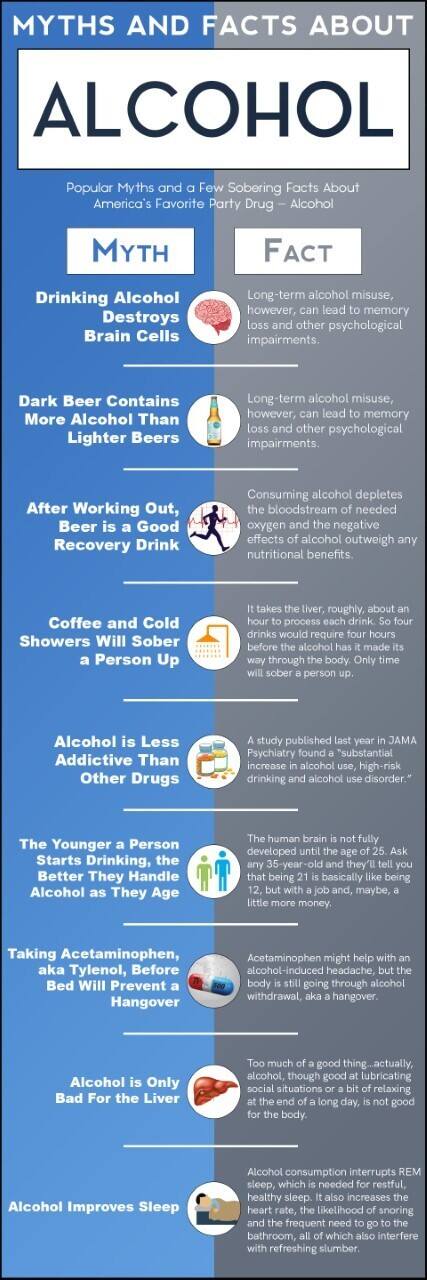 MYTHS AND FACTS ABOUT
ALCOHOL
Popular Myths and a Few Sobering Facts About
America's Favorite Party Drug – Alcohol
MYTH
FACT
Drinking Alcohol
Destroys
Brain Cells
Long-term alcohol misuse,
however, can lead to memory
loss and other psychological
impairments.
Dark Beer Contains
More Alcohol Than
Lighter Beers
Long-term alcohol misuse,
however, can lead to memory
loss and other psychological
impairments.
After Working Out,
Beer is a Good
Recovery Drink
Consuming alcohol depletes
the bloodstream of needed
oxygen and the negative
effects of alcohol outweigh any
nutritional benefits.
Coffee and Cold
Showers Will Sober
a Person Up
It takes the liver, roughly, about an
hour to process each drink. So four
drinks would require four hours
before the alcohol has it made its
way through the body. Only time
will sober a person up.
Alcohol is Less
Addictive Than
Other Drugs
A study published last year in JAMA
Psychiatry found a “substantial
increase in alcohol use, high-risk
drinking and alcohol use disorder.”
The Younger a Person
Starts Drinking, the
Better They Handle
Alcohol as They Age
The human brain is not fully
developed until the age of 25. Ask
any 35-year-old and they'll tell you
that being 21 is basically like being
12, but with a job and, maybe, a
little more money.
Taking Acetaminophen,
aka Tylenol, Before
Bed Will Prevent a
Hangover
500
Acetaminophen might help with an
alcohol-induced headache, but the
body is still going through alcohol
withdrawal, aka a hangover.
Alcohol is Only
Bad For the Liver
Too much of a good thing...actually,
alcohol, though good at lubricating
social situations or a bit of relaxing
at the end of a long day, is not good
for the body.
Alcohol Improves Sleep
Alcohol consumption interrupts REM
sleep, which is needed for restful,
healthy sleep. It also increases the
heart rate, the likelihood of snoring
and the frequent need to go to the
bathroom, all of which also interfere
with refreshing slumber.